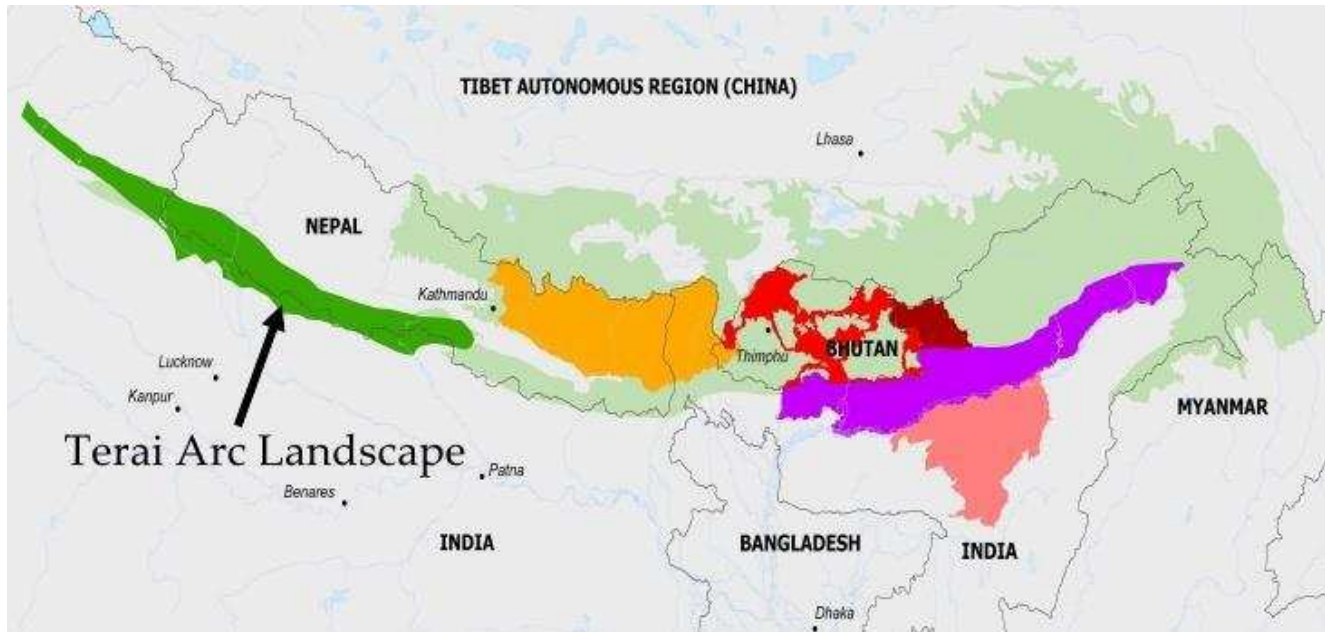 TIBET AUTONOMOUS REGION (CHINA)
Lhasa
NEPAL
Kathmandu
Thimphu
BHUTAN
Lucknow
Kanpur
MYANMAR
Terai Arc Landscape
Patna
Benares
INDIA
BANGLADESH
INDIA
Dhaka